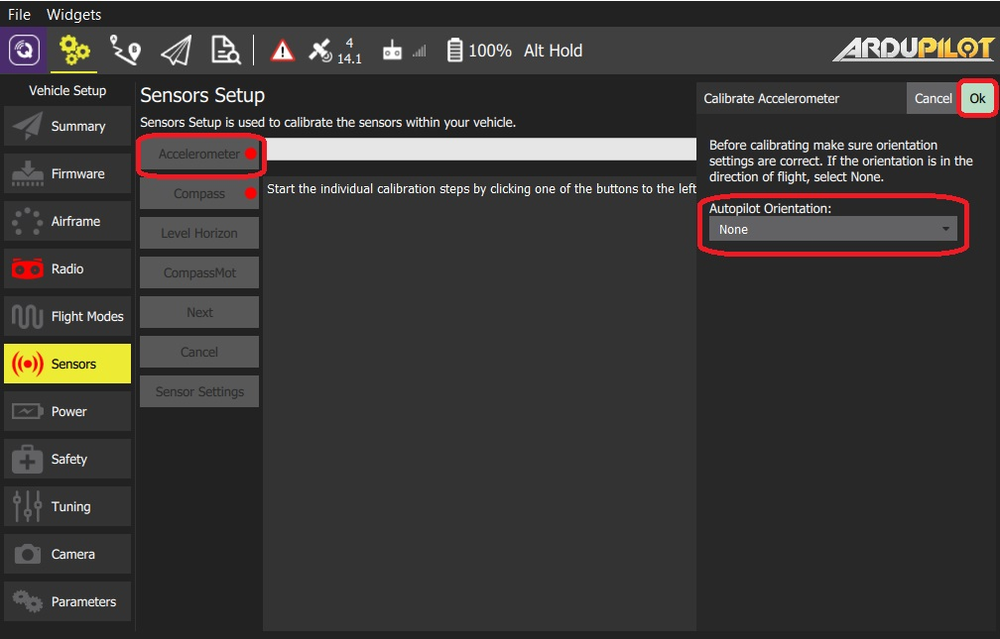 File Widgets
4
14.1
100% Alt Hold
ARDUPILOT
Vehicle Setup
Summary
Firmware
Airframe
Radio
Flight Modes
Sensors
Power
Safety
Tuning
Camera
Parameters
Sensors Setup
Sensors Setup is used to calibrate the sensors within your vehicle.
Accelerometer
Compass
Level Horizon
CompassMot
Next
Cancel
Sensor Settings
Start the individual calibration steps by clicking one of the buttons to the left
Calibrate Accelerometer Cancel Ok
Before calibrating make sure orientation
settings are correct. If the orientation is in the
direction of flight, select None.
Autopilot Orientation:
None